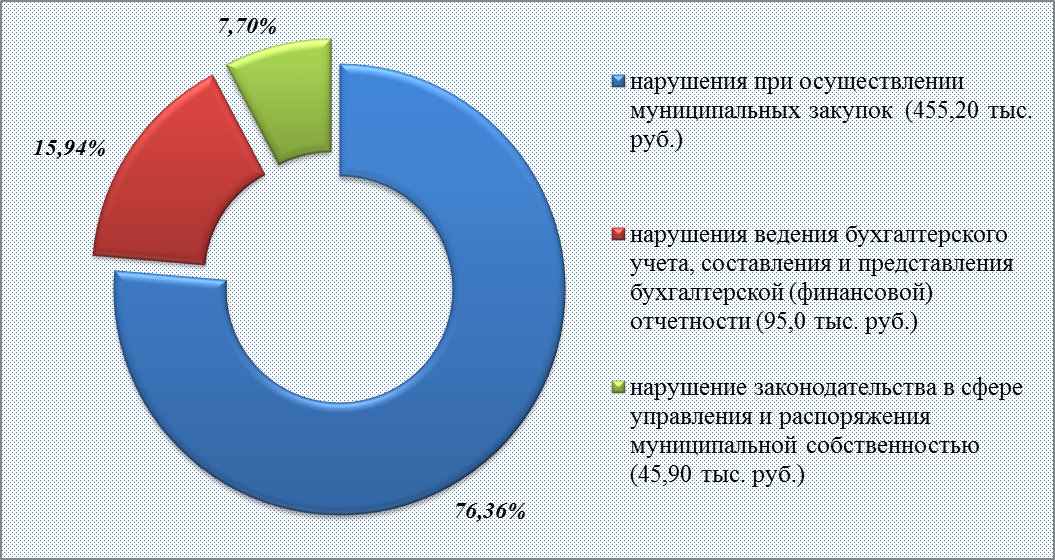 7,70%
15,94%
76,36%
нарушения при осуществлении
муниципальных закупок (455,20 тыс.
руб.)
нарушения ведения бухгалтерского
учета, составления и представления
бухгалтерской (финансовой)
отчетности (95,0 тыс. руб.)
нарушение законодательства в сфере
управления и распоряжения
муниципальной собственностью
(45,90 тыс. руб.)